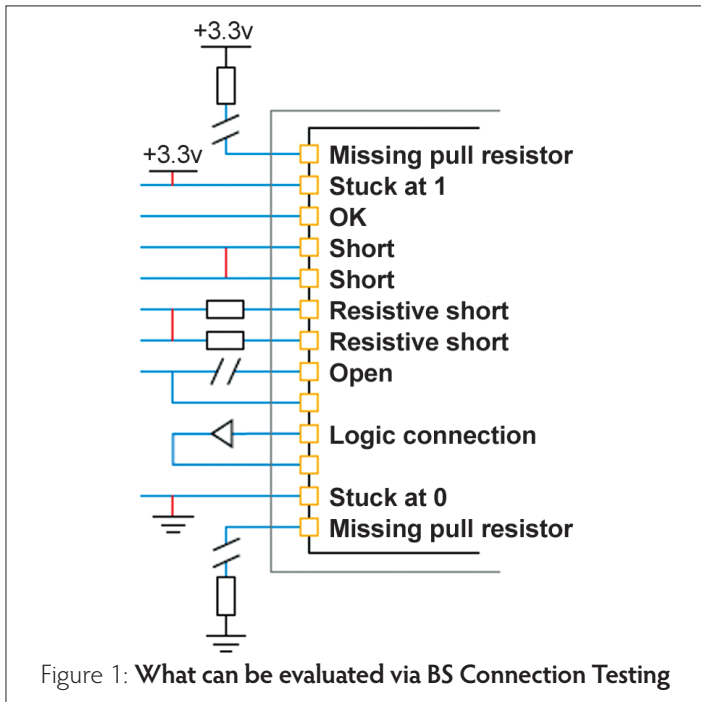 +3.3v
Missing pull resistor
+3.3v
Stuck at 1
OK
Short
Short
Resistive short
Resistive short
Open
Logic connection
Stuck at 0
Missing pull resistor
Figure 1: What can be evaluated via BS Connection Testing